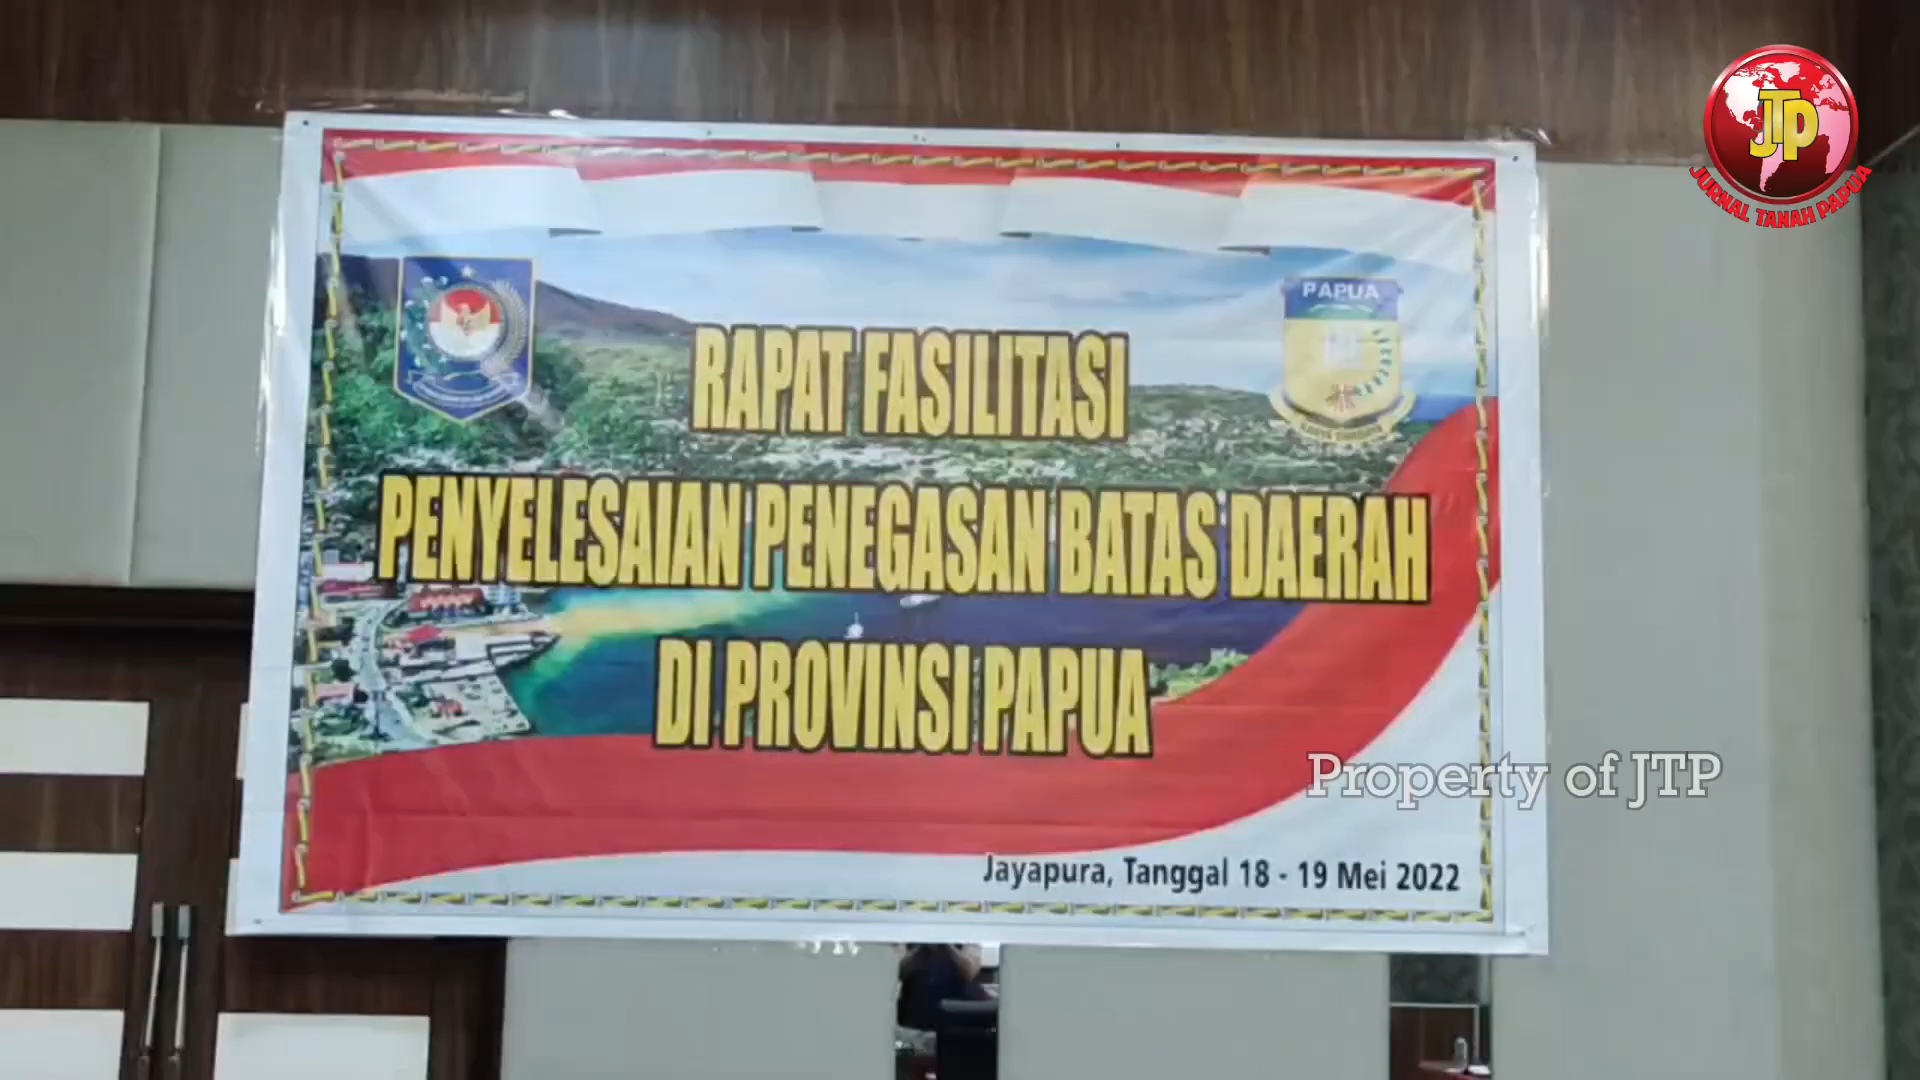 JTP
JURNAL TANAH PAPUA
PAPUA
RAPAT FASILITASI
PENYELESAIAN PENEGASAN BATAS DAERAH
DI PROVINSI PAPUA
Property of JTP
Jayapura, Tanggal 18 - 19 Mei 2022